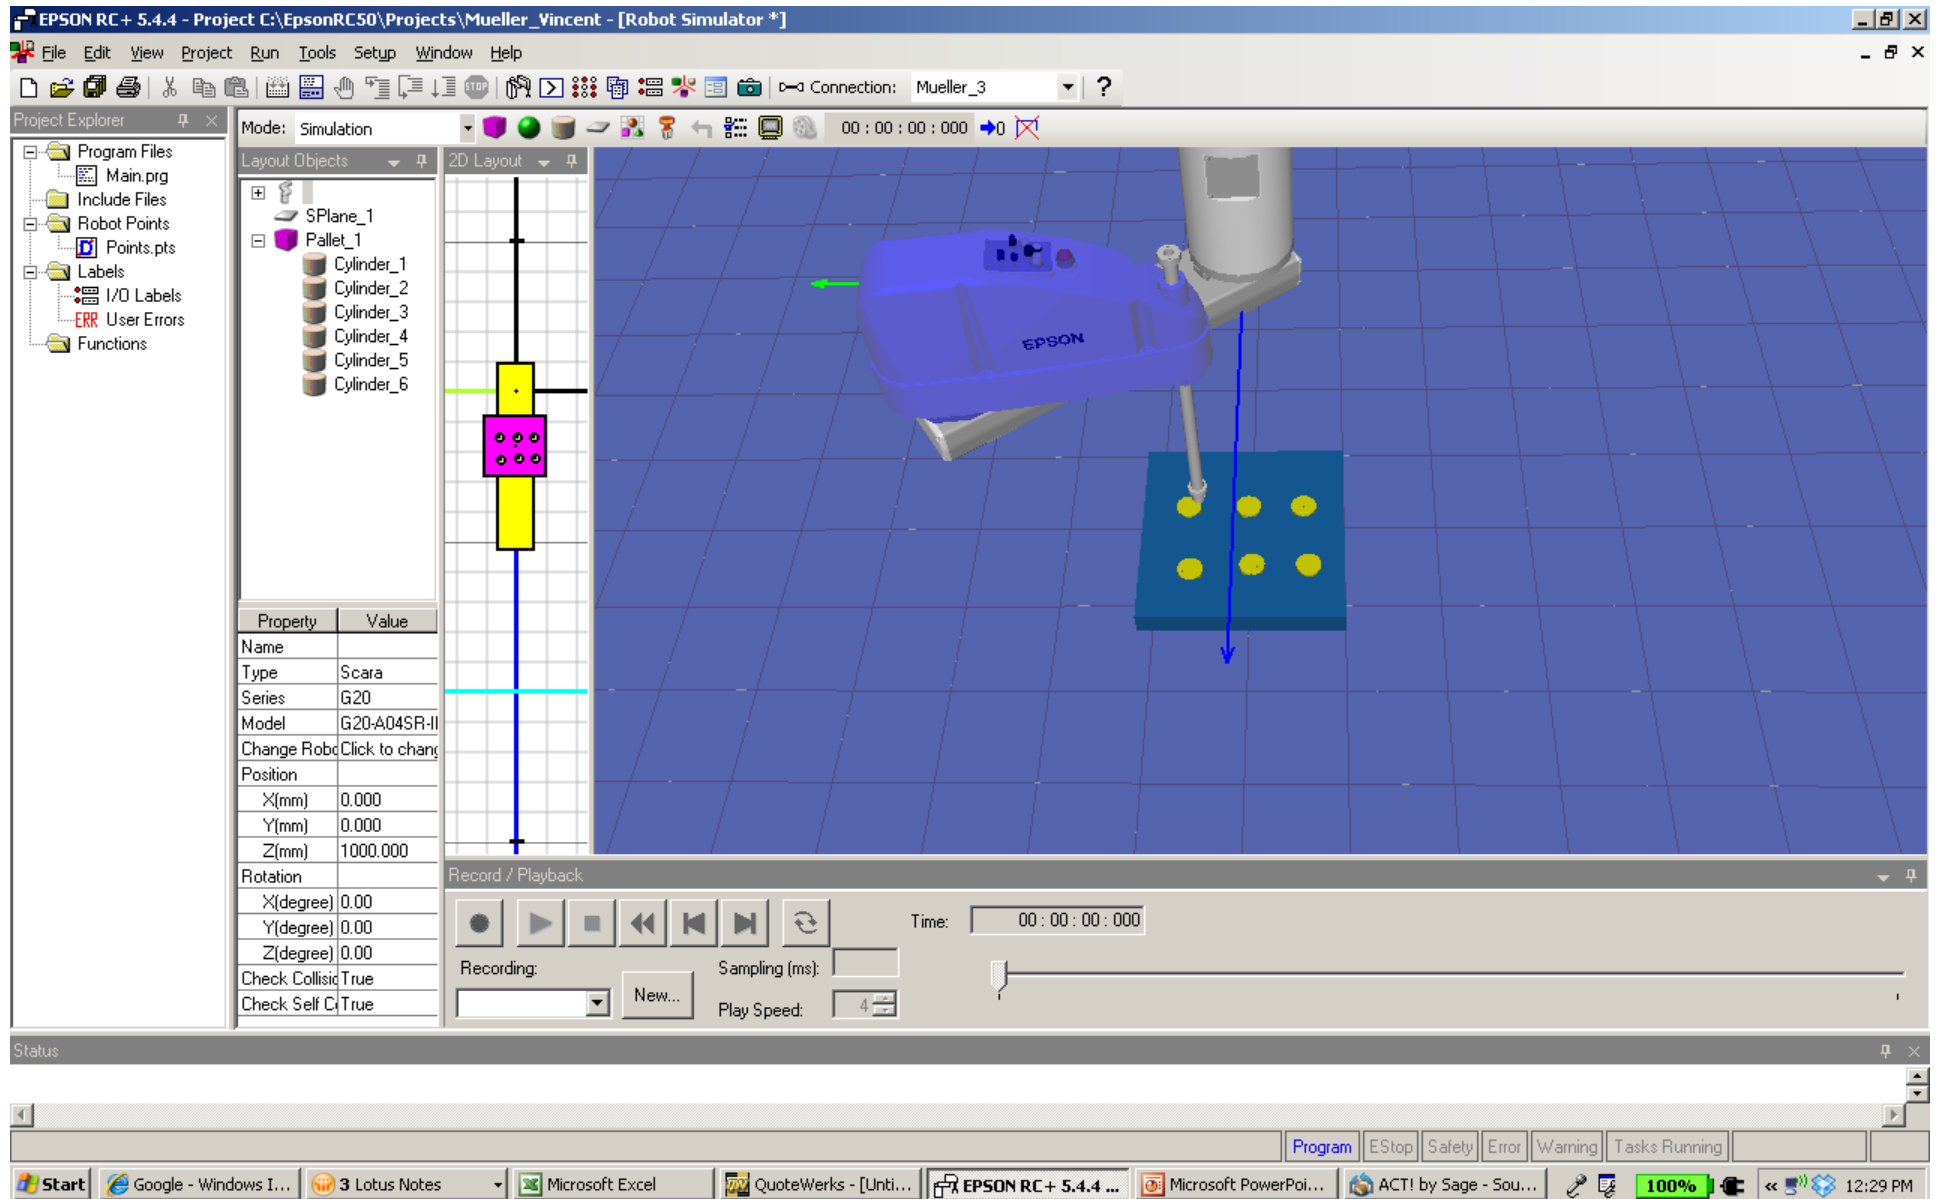 EPSON RC+ 5.4.4 - Project C:\EpsonRC50\Projects\Mueller_Vincent - [Robot Simulator *]
File Edit View Project Run Tools Setup Window Help
STOP Connection: Mueller_3 ?
Project Explorer
Program Files
Main.prg
Include Files
Robot Points
Points.pts
Labels
I/O Labels
ERR User Errors
Functions
Mode: Simulation 00 : 00 : 00 : 000 0
Layout Objects
SPlane_1
Pallet_1
Cylinder_1
Cylinder_2
Cylinder_3
Cylinder_4
Cylinder_5
Cylinder_6
2D Layout
EPSON
Property Value
Name
Type Scara
Series G20
Model G20-A04SR-II
Change Robo Click to chang
Position
X(mm) 0.000
Y(mm) 0.000
Z(mm) 1000.000
Rotation
X(degree) 0.00
Y(degree) 0.00
Z(degree) 0.00
Check Collisio True
Check Self C True
Record / Playback
Time: 00 : 00 : 00 : 000
Recording: Sampling (ms):
New... Play Speed: 4
Status
Program EStop Safety Error Warning Tasks Running
Start Google - Windows I... 3 Lotus Notes Microsoft Excel QuoteWerks - [Unti... EPSON RC+ 5.4.4 ... Microsoft PowerPoi... ACT! by Sage - Sou... 100% « 12:29 PM